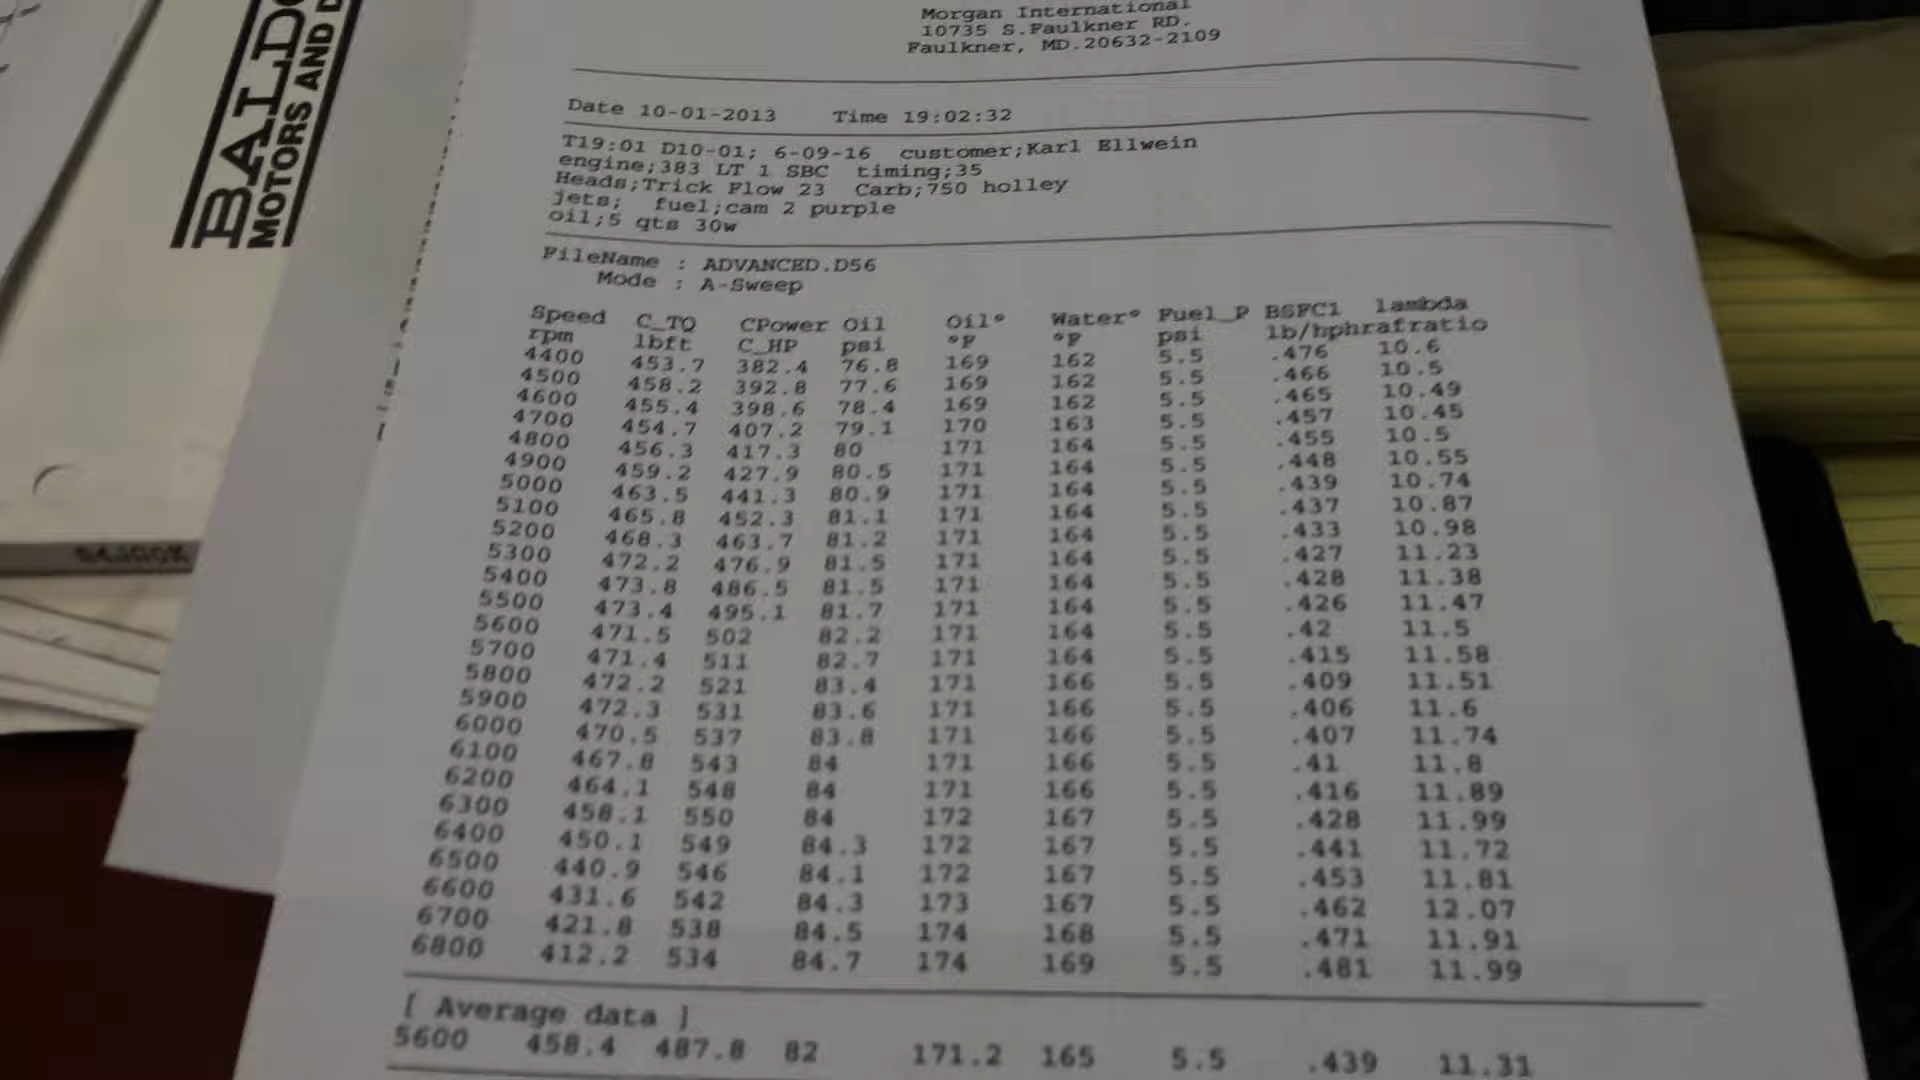 BALDO
MOTORS AND D
Morgan International
10735 S.Faulkner RD.
Faulkner, MD.20632-2109
Date 10-01-2013 Time 19:02:32
T19:01 D10-01; 6-09-16 customer;Karl Ellwein
engine;383 LT 1 SBC timing;35
Heads;Trick Flow 23 Carb;750 holley
jets; fuel;cam 2 purple
oil;5 qts 30w
FileName : ADVANCED.D56
Mode : A-Sweep
Speed C_TQ CPower Oil Oil° Water° Fuel_P BSFC1 lambda
rpm lbft C_HP psi °F °F psi lb/hphrafratio
4400 453.7 382.4 76.8 169 162 5.5 .476 10.6
4500 458.2 392.8 77.6 169 162 5.5 .466 10.5
4600 455.4 398.6 78.4 169 162 5.5 .465 10.49
4700 454.7 407.2 79.1 170 163 5.5 .457 10.45
4800 456.3 417.3 80 171 164 5.5 .455 10.5
4900 459.2 427.9 80.5 171 164 5.5 .448 10.55
5000 463.5 441.3 80.9 171 164 5.5 .439 10.74
5100 465.8 452.3 81.1 171 164 5.5 .437 10.87
5200 468.3 463.7 81.2 171 164 5.5 .433 10.98
5300 472.2 476.9 81.5 171 164 5.5 .427 11.23
5400 473.8 486.5 81.5 171 164 5.5 .428 11.38
5500 473.4 495.1 81.7 171 164 5.5 .426 11.47
5600 471.5 502 82.2 171 164 5.5 .42 11.5
5700 471.4 511 82.7 171 164 5.5 .415 11.58
5800 472.2 521 83.4 171 166 5.5 .409 11.51
5900 472.3 531 83.6 171 166 5.5 .406 11.6
6000 470.5 537 83.8 171 166 5.5 .407 11.74
6100 467.8 543 84 171 166 5.5 .41 11.8
6200 464.1 548 84 171 166 5.5 .416 11.89
6300 458.1 550 84 172 167 5.5 .428 11.99
6400 450.1 549 84.3 172 167 5.5 .441 11.72
6500 440.9 546 84.1 172 167 5.5 .453 11.81
6600 431.6 542 84.3 173 167 5.5 .462 12.07
6700 421.8 538 84.5 174 168 5.5 .471 11.91
6800 412.2 534 84.7 174 169 5.5 .481 11.99
[ Average data ]
5600 458.4 487.8 82 171.2 165 5.5 .439 11.31